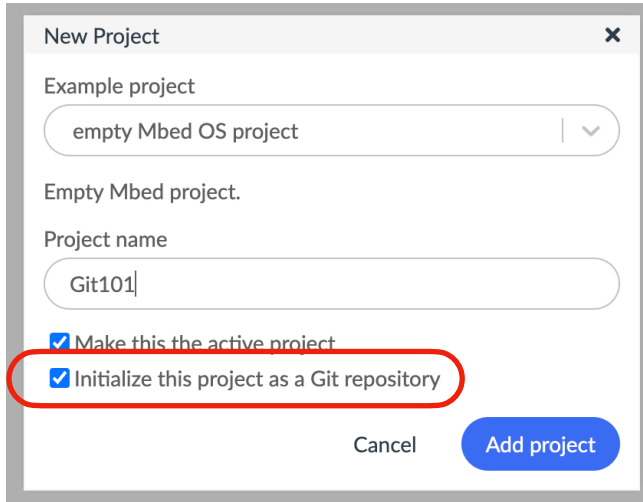 New Project
Example project
empty Mbed OS project
Empty Mbed project.
Project name
Git101
Make this the active project
Initialize this project as a Git repository
Cancel Add project